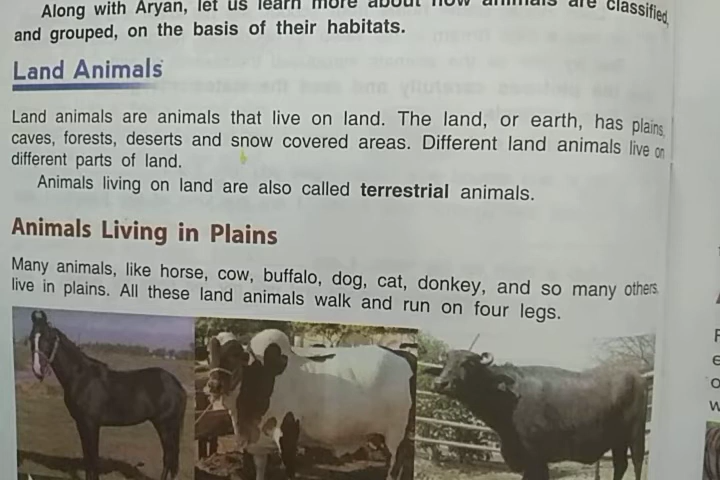 Along with Aryan, let us learn more about how animals are classified,
and grouped, on the basis of their habitats.
Land Animals
Land animals are animals that live on land. The land, or earth, has plains,
caves, forests, deserts and snow covered areas. Different land animals live on
different parts of land.
Animals living on land are also called terrestrial animals.
Animals Living in Plains
Many animals, like horse, cow, buffalo, dog, cat, donkey, and so many others,
live in plains. All these land animals walk and run on four legs.